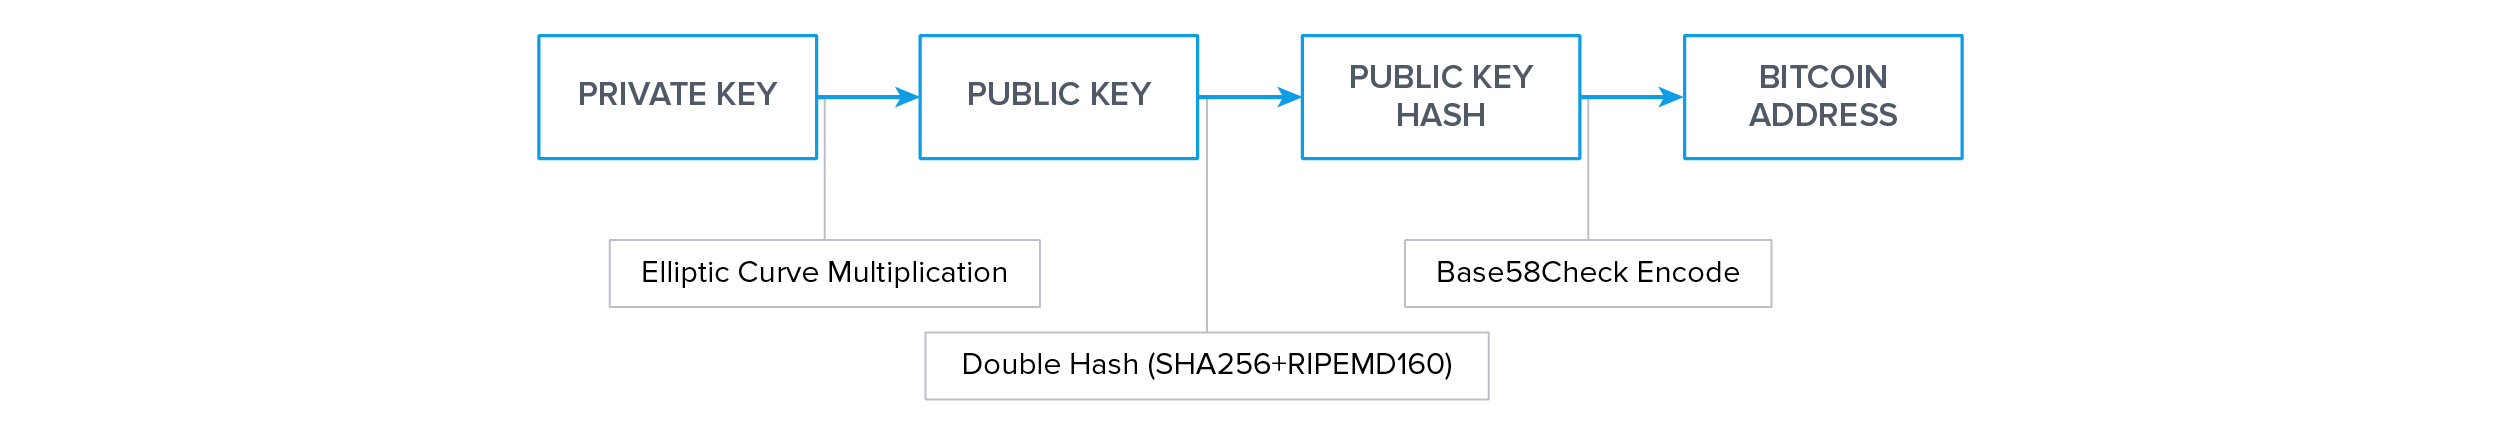 PRIVATE KEY
PUBLIC KEY
PUBLIC KEY
HASH
BITCOIN
ADDRESS
Elliptic Curve Multiplication
Base58Check Encode
Double Hash (SHA256+RIPEMD160)